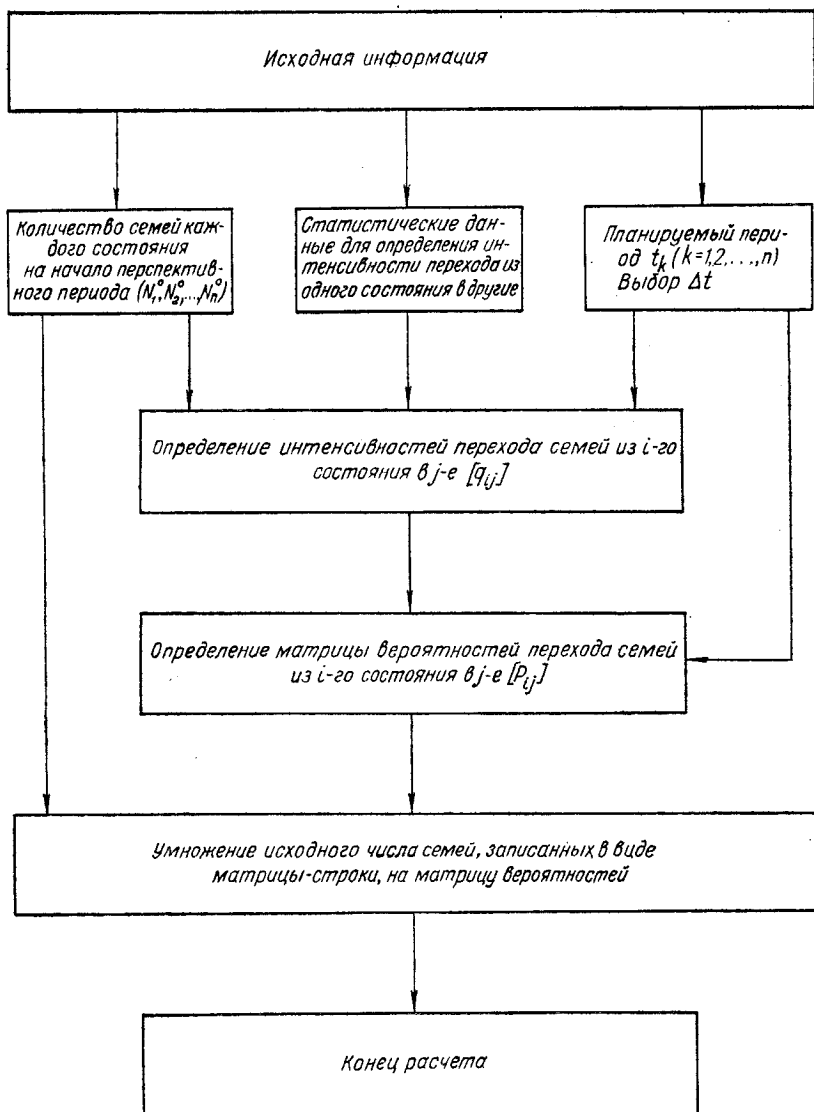 Исходная информация
Количество семей каж-
дого состояния
на начало перспектив-
ного периода (N₁⁰, N₂⁰,...,Nₙ⁰)
Статистические дан-
ные для определения ин-
тенсивности перехода из
одного состояния в другие
Планируемый пери-
од tₖ (k=1,2,...,n)
Выбор Δt
Определение интенсивностей перехода семей из i-го
состояния в j-е [qᵢⱼ]
Определение матрицы вероятностей перехода семей
из i-го состояния в j-е [Pᵢⱼ]
Умножение исходного числа семей, записанных в виде
матрицы-строки, на матрицу вероятностей
Конец расчета